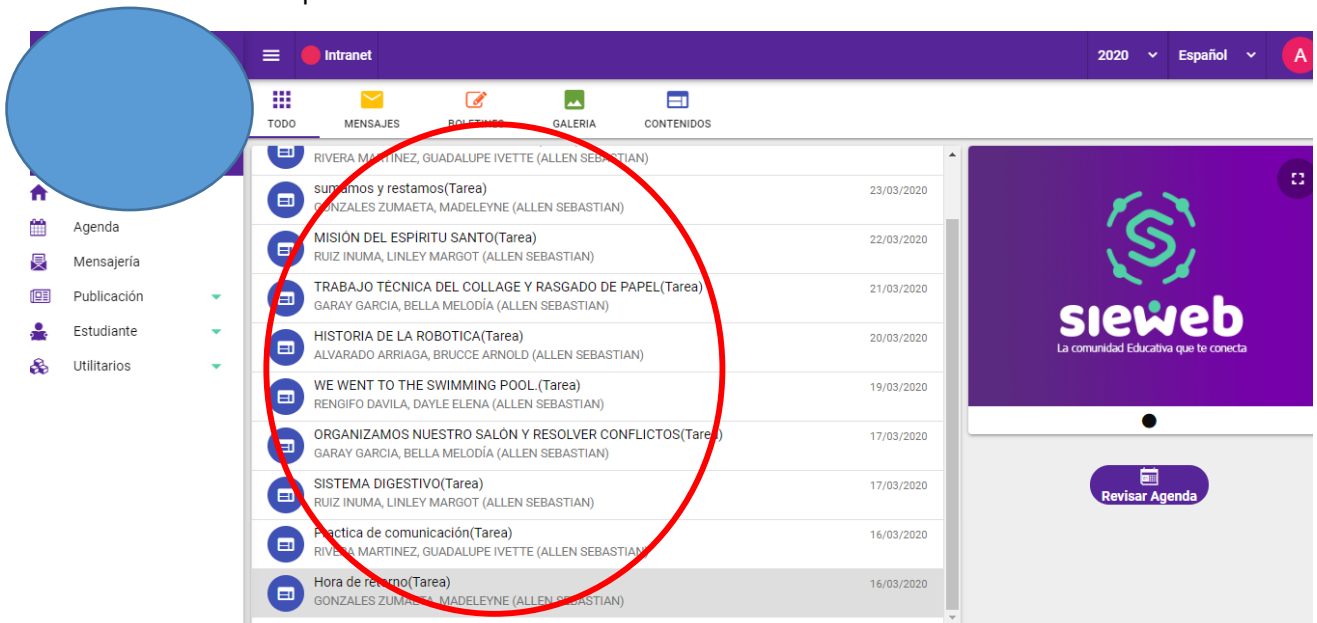 Intranet
2020
Español
A
TODO
MENSAJES
BOLETINES
GALERIA
CONTENIDOS
RIVERA MARTINEZ, GUADALUPE IVETTE (ALLEN SEBASTIAN)
sumamos y restamos(Tarea)
23/03/2020
GONZALES ZUMAETA, MADELEYNE (ALLEN SEBASTIAN)
Agenda
MISIÓN DEL ESPÍRITU SANTO(Tarea)
22/03/2020
RUIZ INUMA, LINLEY MARGOT (ALLEN SEBASTIAN)
Mensajería
TRABAJO TÈCNICA DEL COLLAGE Y RASGADO DE PAPEL(Tarea)
21/03/2020
GARAY GARCIA, BELLA MELODÍA (ALLEN SEBASTIAN)
Publicación
HISTORIA DE LA ROBOTICA(Tarea)
20/03/2020
ALVARADO ARRIAGA, BRUCCE ARNOLD (ALLEN SEBASTIAN)
Estudiante
Utilitarios
WE WENT TO THE SWIMMING POOL.(Tarea)
19/03/2020
RENGIFO DAVILA, DAYLE ELENA (ALLEN SEBASTIAN)
ORGANIZAMOS NUESTRO SALÓN Y RESOLVER CONFLICTOS(Tarea)
17/03/2020
GARAY GARCIA, BELLA MELODÍA (ALLEN SEBASTIAN)
SISTEMA DIGESTIVO(Tarea)
17/03/2020
RUIZ INUMA, LINLEY MARGOT (ALLEN SEBASTIAN)
Practica de comunicación(Tarea)
16/03/2020
RIVERA MARTINEZ, GUADALUPE IVETTE (ALLEN SEBASTIAN)
Hora de retorno(Tarea)
16/03/2020
GONZALES ZUMAETA, MADELEYNE (ALLEN SEBASTIAN)
sieweb
La comunidad Educativa que te conecta
Revisar Agenda